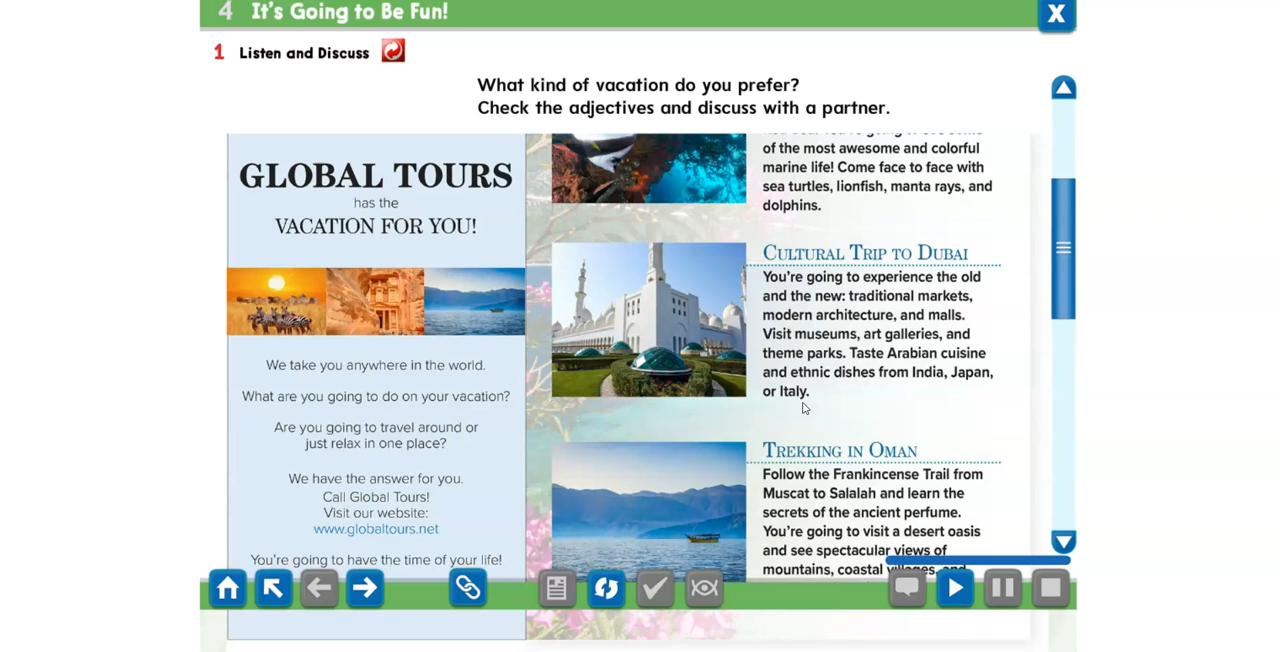 4 It's Going to Be Fun!
1 Listen and Discuss
What kind of vacation do you prefer?
Check the adjectives and discuss with a partner.
GLOBAL TOURS
has the
VACATION FOR YOU!
We take you anywhere in the world.
What are you going to do on your vacation?
Are you going to travel around or
just relax in one place?
We have the answer for you.
Call Global Tours!
Visit our website:
www.globaltours.net
You're going to have the time of your life!
of the most awesome and colorful
marine life! Come face to face with
sea turtles, lionfish, manta rays, and
dolphins.
CULTURAL TRIP TO DUBAI
You're going to experience the old
and the new: traditional markets,
modern architecture, and malls.
Visit museums, art galleries, and
theme parks. Taste Arabian cuisine
and ethnic dishes from India, Japan,
or Italy.
TREKKING IN OMAN
Follow the Frankincense Trail from
Muscat to Salalah and learn the
secrets of the ancient perfume.
You're going to visit a desert oasis
and see spectacular views of
mountains, coastal villages, and
X